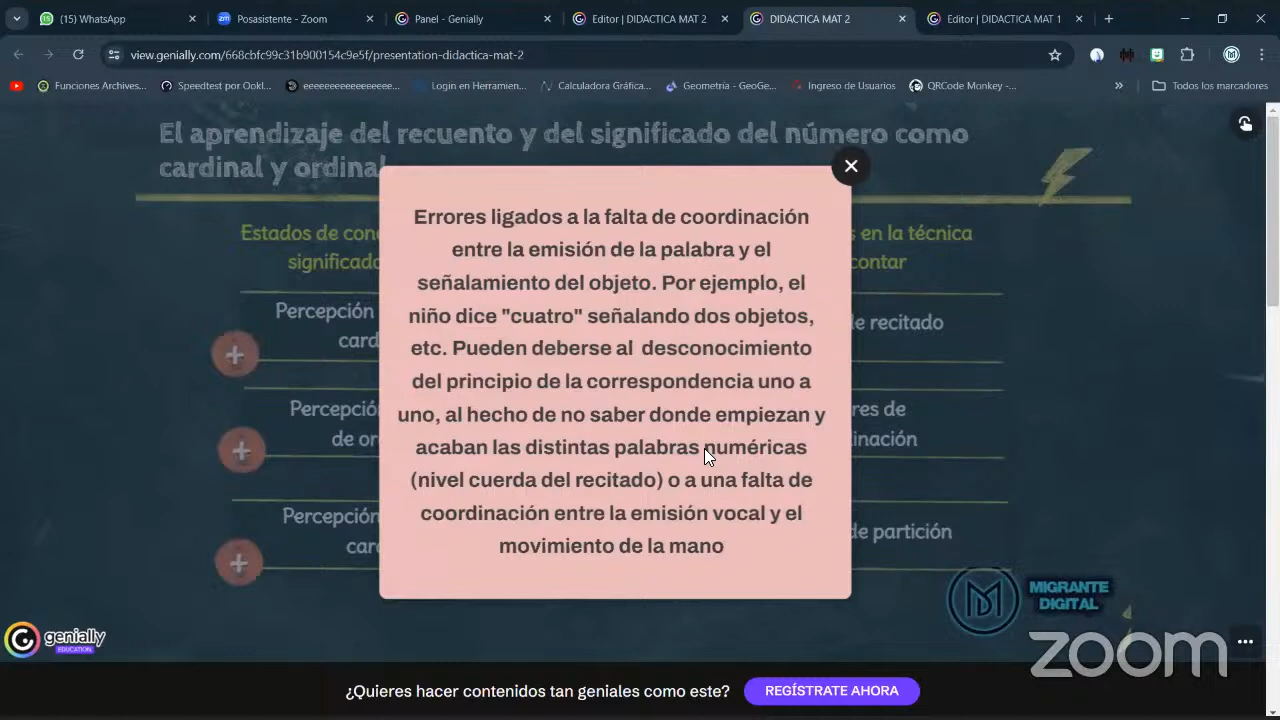 (15) WhatsApp
Posasistente - Zoom
Panel - Genially
Editor | DIDACTICA MAT 2
DIDACTICA MAT 2
Editor | DIDACTICA MAT 1
view.genially.com/668cbfc99c31b900154c9e5f/presentation-didactica-mat-2
Funciones Archives...
Speedtest por Ookl...
eeeeeeeeeeeeeeee...
Login en Herramien...
Calculadora Gráfica...
Geometría - GeoGe...
Ingreso de Usuarios
QRCode Monkey -...
Todos los marcadores
El aprendizaje del recuento y del significado del número como
cardinal y ordinal
Estados de con
significad
s en la técnica
contar
Percepción
card
e recitado
Percepción
de or
res de
inación
Percepción
card
de partición
Errores ligados a la falta de coordinación
entre la emisión de la palabra y el
señalamiento del objeto. Por ejemplo, el
niño dice "cuatro" señalando dos objetos,
etc. Pueden deberse al desconocimiento
del principio de la correspondencia uno a
uno, al hecho de no saber donde empiezan y
acaban las distintas palabras numéricas
(nivel cuerda del recitado) o a una falta de
coordinación entre la emisión vocal y el
movimiento de la mano
MIGRANTE
DIGITAL
genially
EDUCATION
zoom
¿Quieres hacer contenidos tan geniales como este?
REGÍSTRATE AHORA